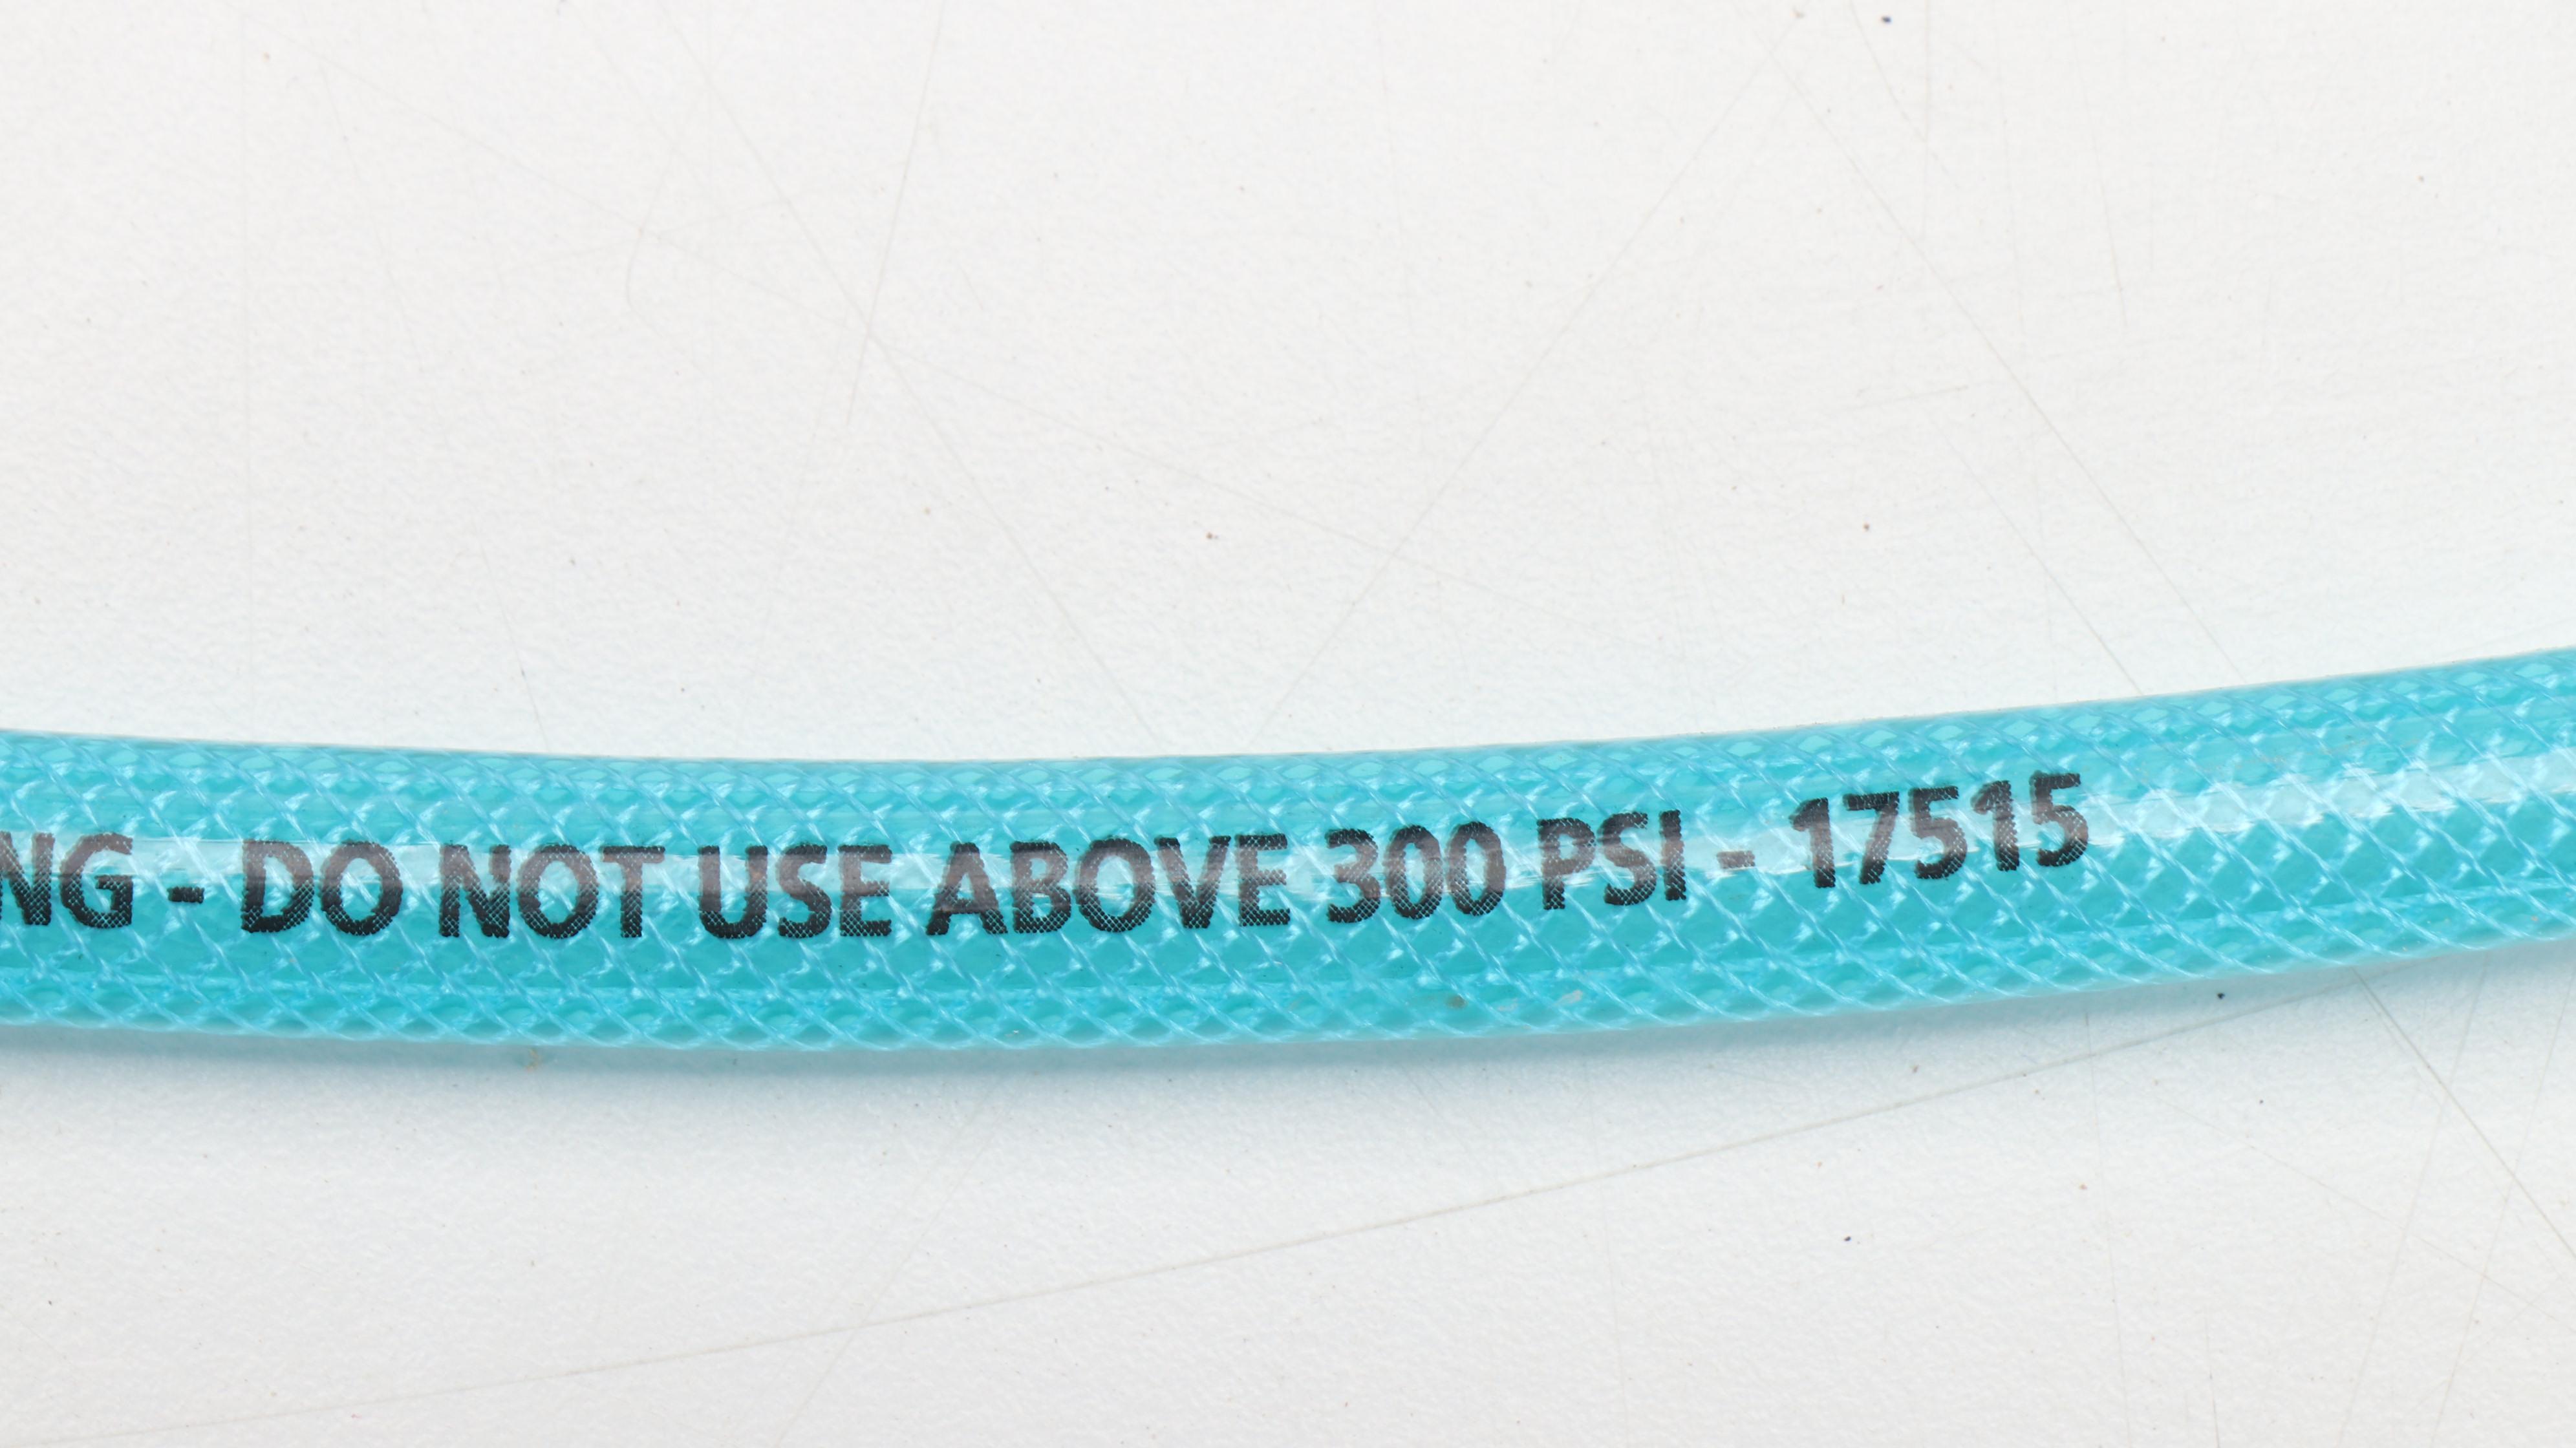 NG - DO NOT USE ABOVE 300 PSI - 17515